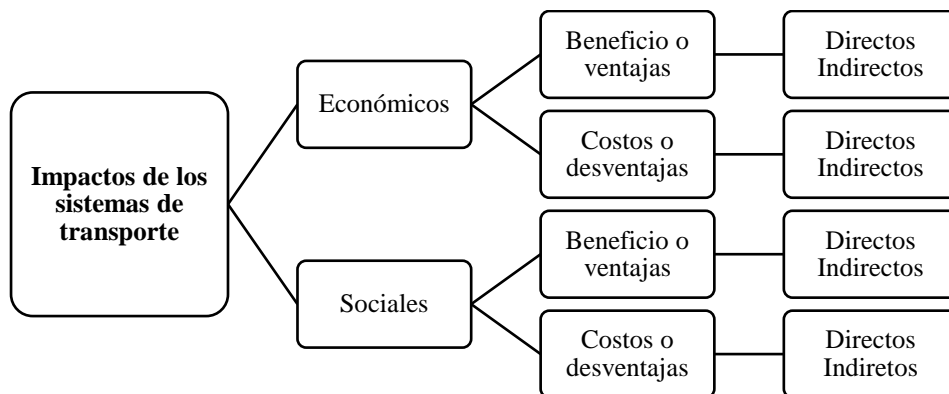 Impactos de los
sistemas de
transporte
Económicos
Beneficio o
ventajas
Directos
Indirectos
Costos o
desventajas
Directos
Indirectos
Sociales
Beneficio o
ventajas
Directos
Indirectos
Costos o
desventajas
Directos
Indiretos